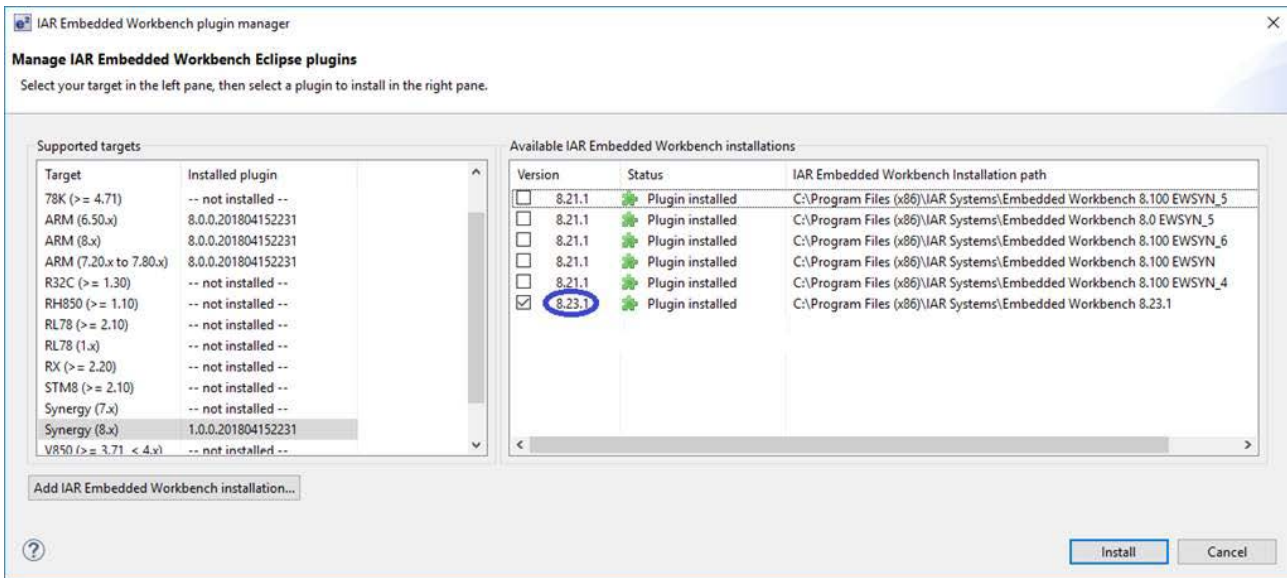 e² IAR Embedded Workbench plugin manager
Manage IAR Embedded Workbench Eclipse plugins
Select your target in the left pane, then select a plugin to install in the right pane.
Supported targets
Target Installed plugin
78K (>= 4.71) -- not installed --
ARM (6.50.x) 8.0.0.201804152231
ARM (8.x) 8.0.0.201804152231
ARM (7.20.x to 7.80.x) 8.0.0.201804152231
R32C (>= 1.30) -- not installed --
RH850 (>= 1.10) -- not installed --
RL78 (>= 2.10) -- not installed --
RL78 (1.x) -- not installed --
RX (>= 2.20) -- not installed --
STM8 (>= 2.10) -- not installed --
Synergy (7.x) -- not installed --
Synergy (8.x) 1.0.0.201804152231
V850 (>= 3.71 < 4.x) -- not installed --
Available IAR Embedded Workbench installations
Version Status IAR Embedded Workbench Installation path
8.21.1 Plugin installed C:\Program Files (x86)\IAR Systems\Embedded Workbench 8.100 EWSYN_5
8.21.1 Plugin installed C:\Program Files (x86)\IAR Systems\Embedded Workbench 8.0 EWSYN_5
8.21.1 Plugin installed C:\Program Files (x86)\IAR Systems\Embedded Workbench 8.100 EWSYN_6
8.21.1 Plugin installed C:\Program Files (x86)\IAR Systems\Embedded Workbench 8.100 EWSYN
8.21.1 Plugin installed C:\Program Files (x86)\IAR Systems\Embedded Workbench 8.100 EWSYN_4
8.23.1 Plugin installed C:\Program Files (x86)\IAR Systems\Embedded Workbench 8.23.1
Add IAR Embedded Workbench installation...
?
Install Cancel